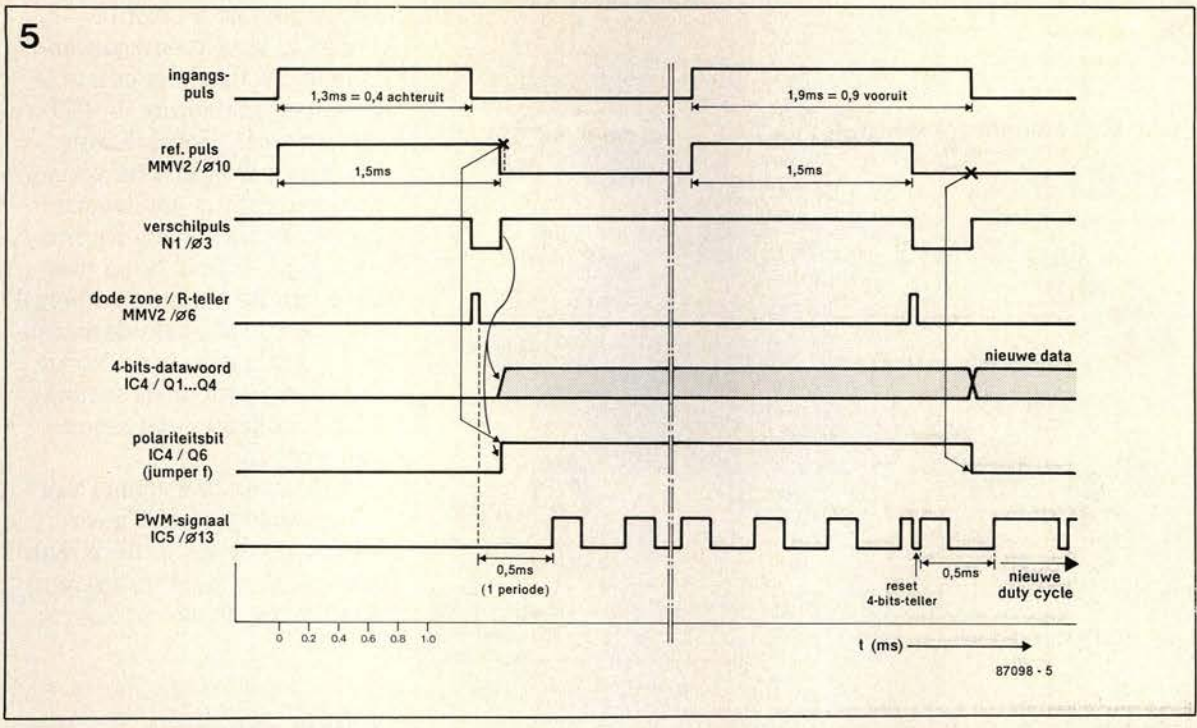 5
ingangs-
puls
1,3ms = 0,4 achteruit
1,9ms = 0,9 vooruit
ref. puls
MMV2 /ø10
1,5ms
1,5ms
verschilpuls
N1 /ø3
dode zone / R-teller
MMV2 /ø6
4-bits-datawoord
IC4 / Q1...Q4
nieuwe data
polariteitsbit
IC4 / Q6
(jumper f)
PWM-signaal
IC5 /ø13
0,5ms
(1 periode)
reset
4-bits-teller
0,5ms
nieuwe
duty cycle
0 0.2 0.4 0.6 0.8 1.0
t (ms)
87098 - 5